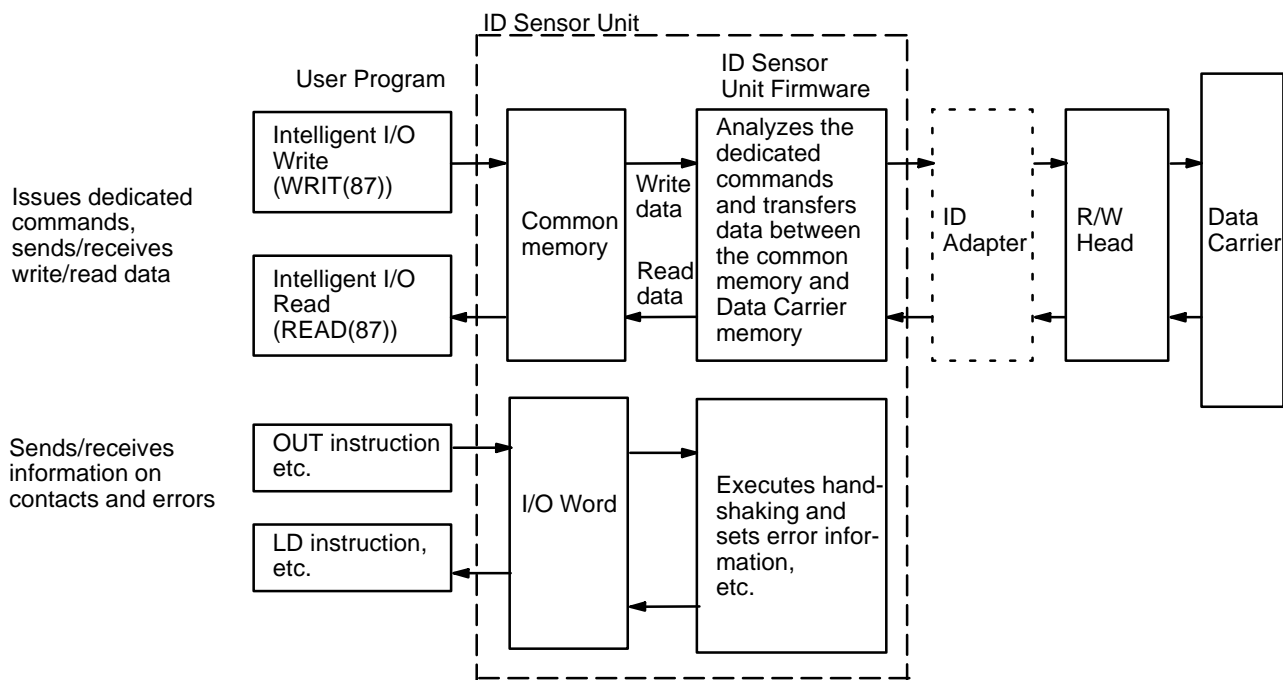 ID Sensor Unit
User Program
ID Sensor
Unit Firmware
Issues dedicated
commands,
sends/receives
write/read data
Intelligent I/O
Write
(WRIT(87))
Intelligent I/O
Read
(READ(87))
Common
memory
Write
data
Read
data
Analyzes the
dedicated
commands
and transfers
data between
the common
memory and
Data Carrier
memory
ID
Adapter
R/W
Head
Data
Carrier
Sends/receives
information on
contacts and errors
OUT instruction
etc.
LD instruction,
etc.
I/O Word
Executes hand-
shaking and
sets error infor-
mation,
etc.